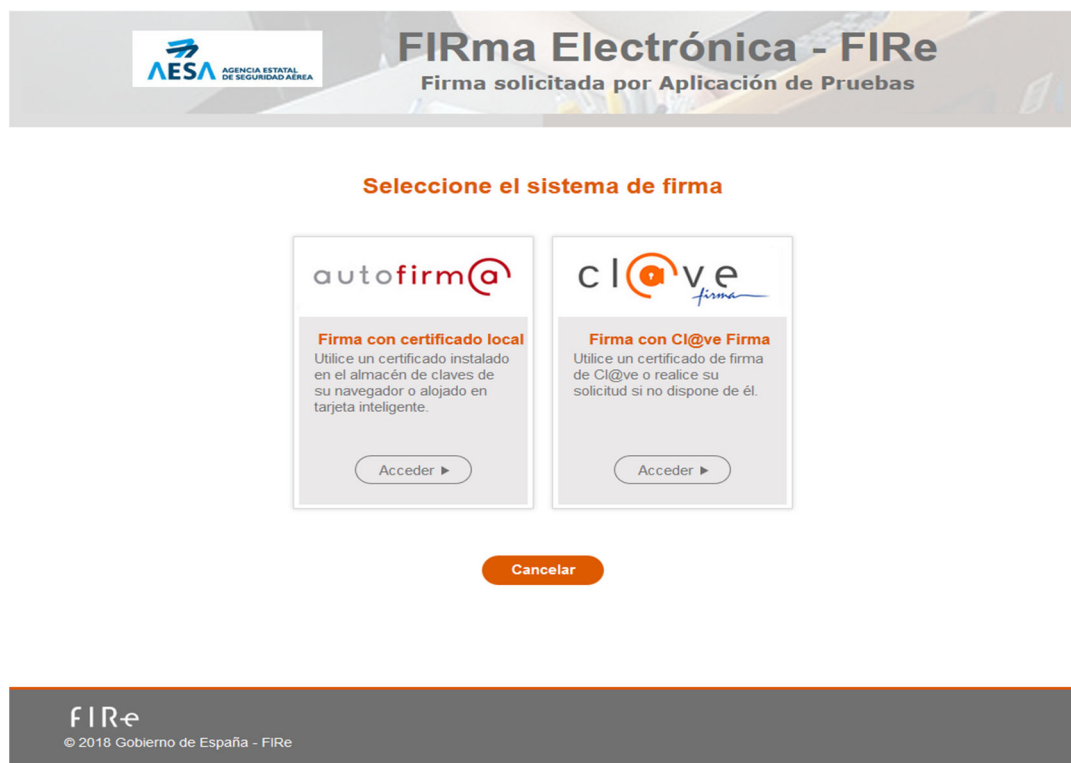 AESA AGENCIA ESTATAL
DE SEGURIDAD AÉREA
FIRma Electrónica - FIRe
Firma solicitada por Aplicación de Pruebas
Seleccione el sistema de firma
autofirm@
Firma con certificado local
Utilice un certificado instalado
en el almacén de claves de
su navegador o alojado en
tarjeta inteligente.
Acceder ▶
cl@ve
firma
Firma con Cl@ve Firma
Utilice un certificado de firma
de Cl@ve o realice su
solicitud si no dispone de él.
Acceder ▶
Cancelar
FIRe
© 2018 Gobierno de España - FIRe